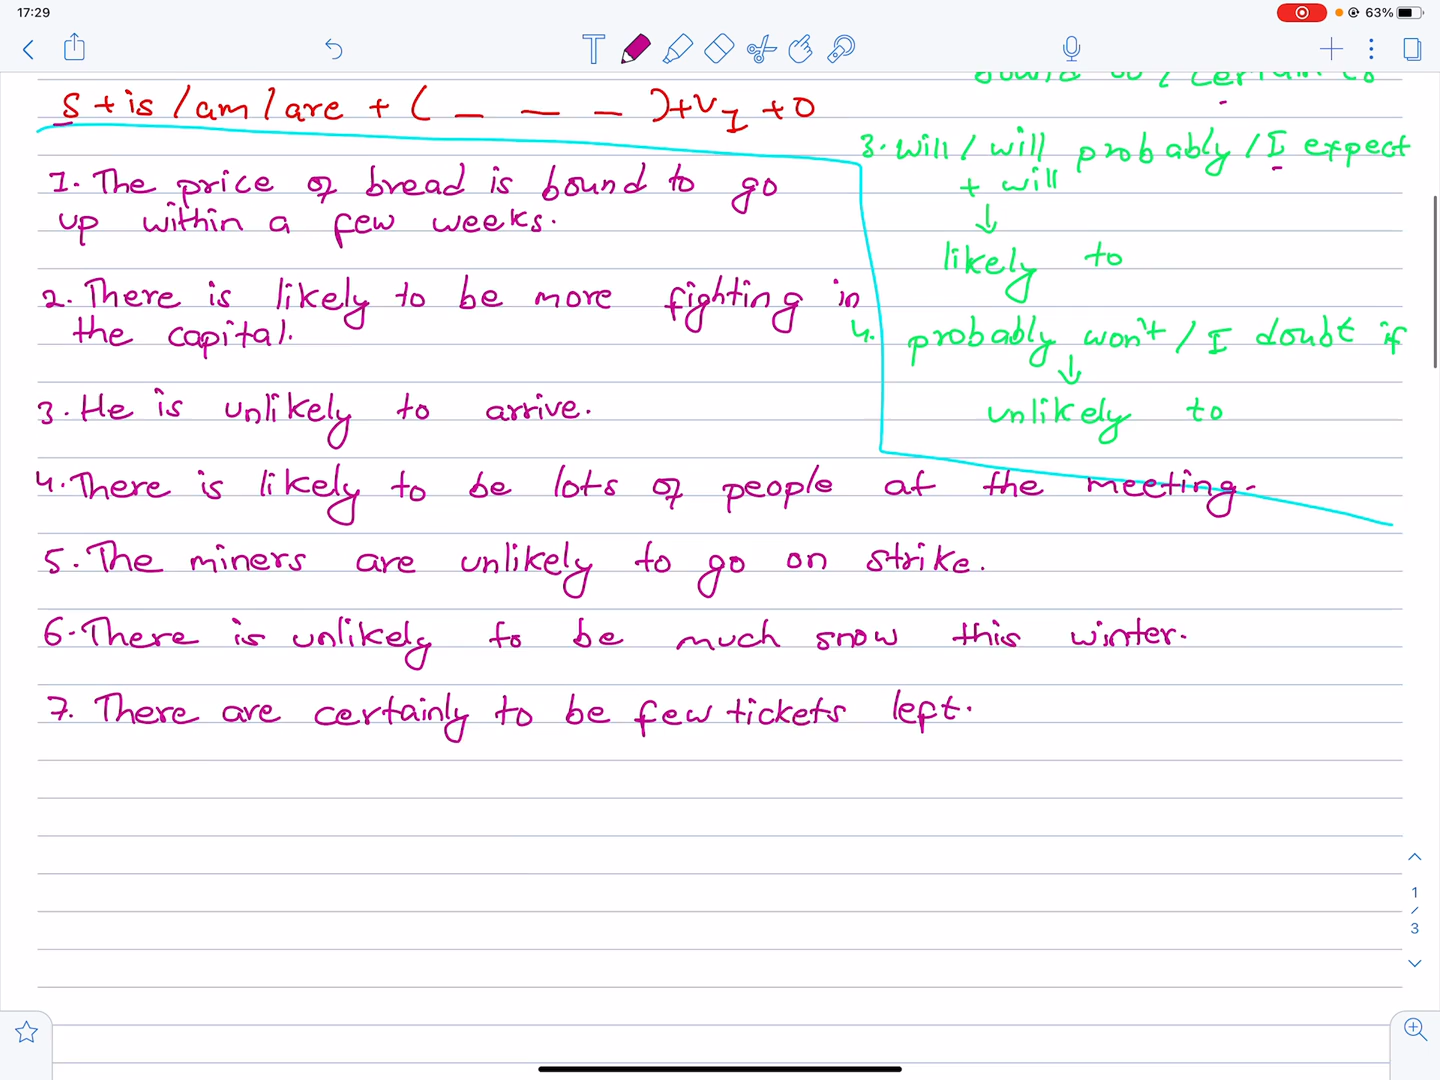 17:29
63%
bound to / certain to
S + is / am / are + ( _ _ _ ) + V I + O
3. Will / will probably / I expect
+ will
↓
likely to
4. probably won't / I doubt if
↓
unlikely to
1. The price of bread is bound to go
up within a few weeks.
2. There is likely to be more fighting in
the capital.
3. He is unlikely to arrive.
4. There is likely to be lots of people at the meeting.
5. The miners are unlikely to go on strike.
6. There is unlikely to be much snow this winter.
7. There are certainly to be few tickets left.
1
/
3